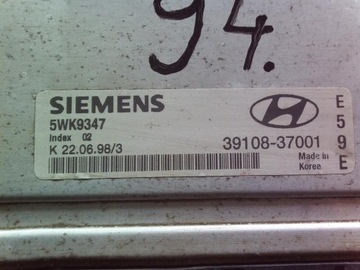 94.
SIEMENS
5WK9347
Index 02
K 22.06.98/3
39108-37001
Made in
Korea
E
5
9
E